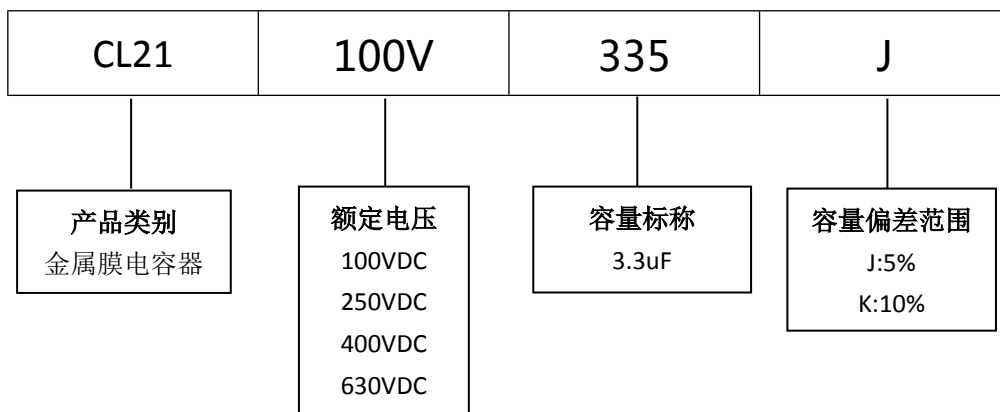 CL21 100V 335 J
产品类别
金属膜电容器
额定电压
100VDC
250VDC
400VDC
630VDC
容量标称
3.3uF
容量偏差范围
J:5%
K:10%